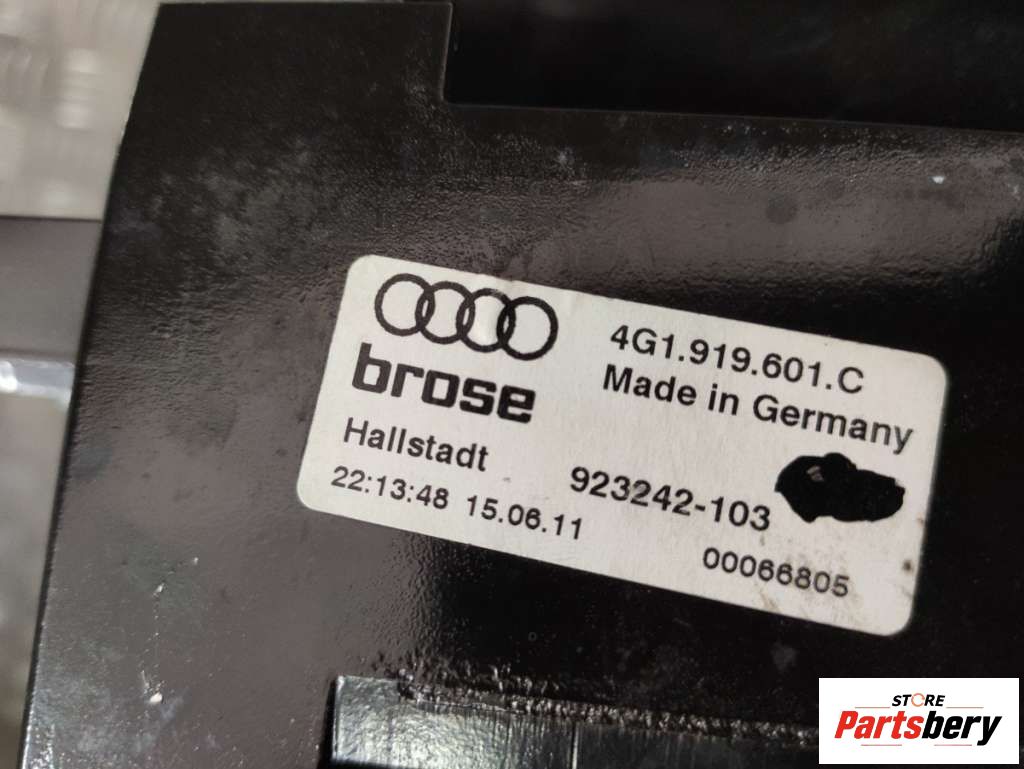 4G1.919.601.C
brose
Made in Germany
Hallstadt
923242-103
22:13:48 15.06.11
00066805
STORE
Partsbery